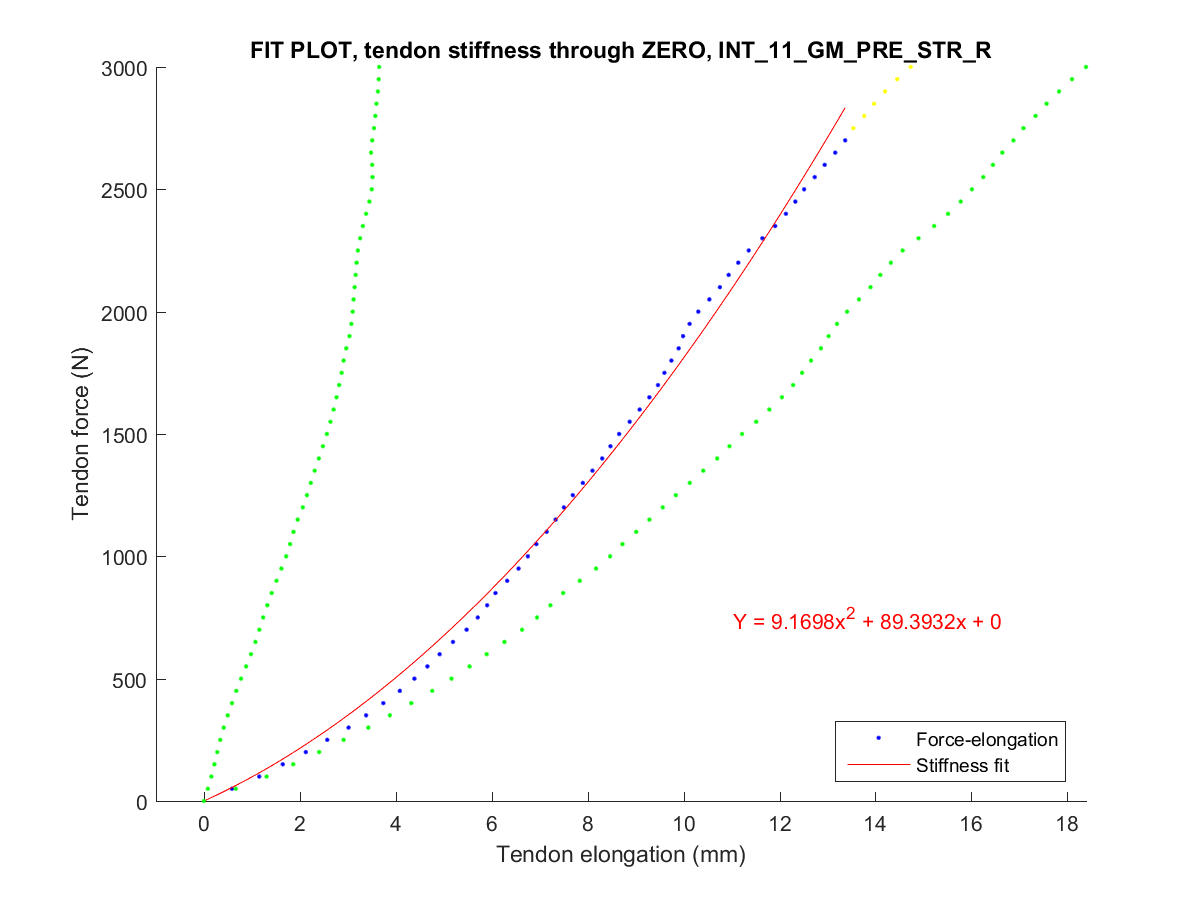 FIT PLOT, tendon stiffness through ZERO, INT_11_GM_PRE_STR_R
3000
2500
2000
1500
1000
500
0
Tendon force (N)
Y = 9.1698x² + 89.3932x + 0
Force-elongation
Stiffness fit
0 2 4 6 8 10 12 14 16 18
Tendon elongation (mm)